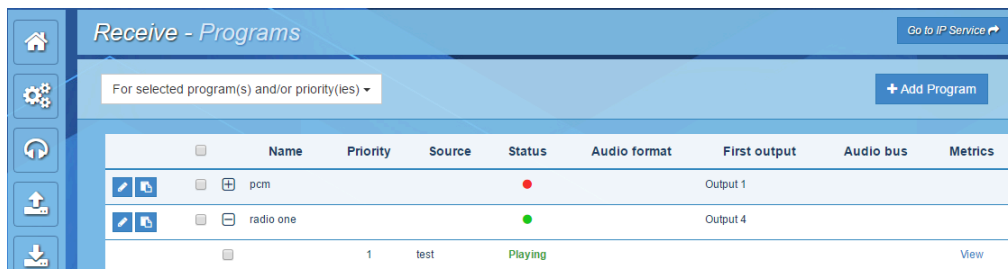 Receive - Programs
Go to IP Service
For selected program(s) and/or priority(ies)
+ Add Program
Name Priority Source Status Audio format First output Audio bus Metrics
pcm Output 1
radio one Output 4
1 test Playing View